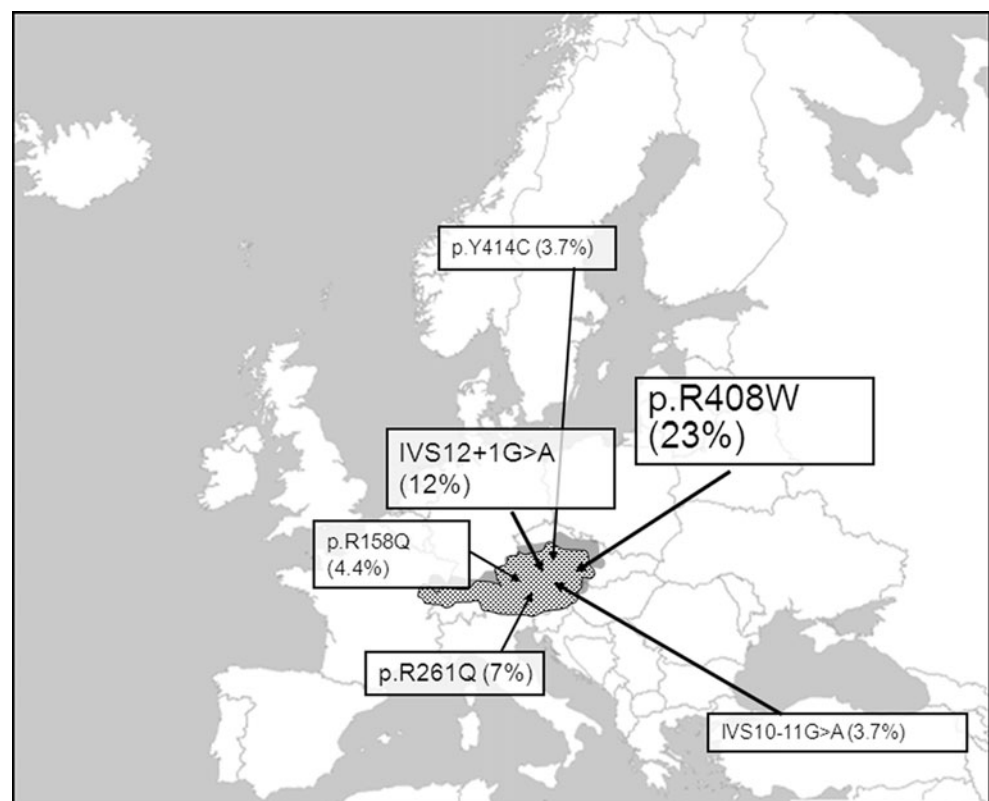 p.Y414C (3.7%)
p.R408W
(23%)
IVS12+1G>A
(12%)
p.R158Q
(4.4%)
p.R261Q (7%)
IVS10-11G>A (3.7%)